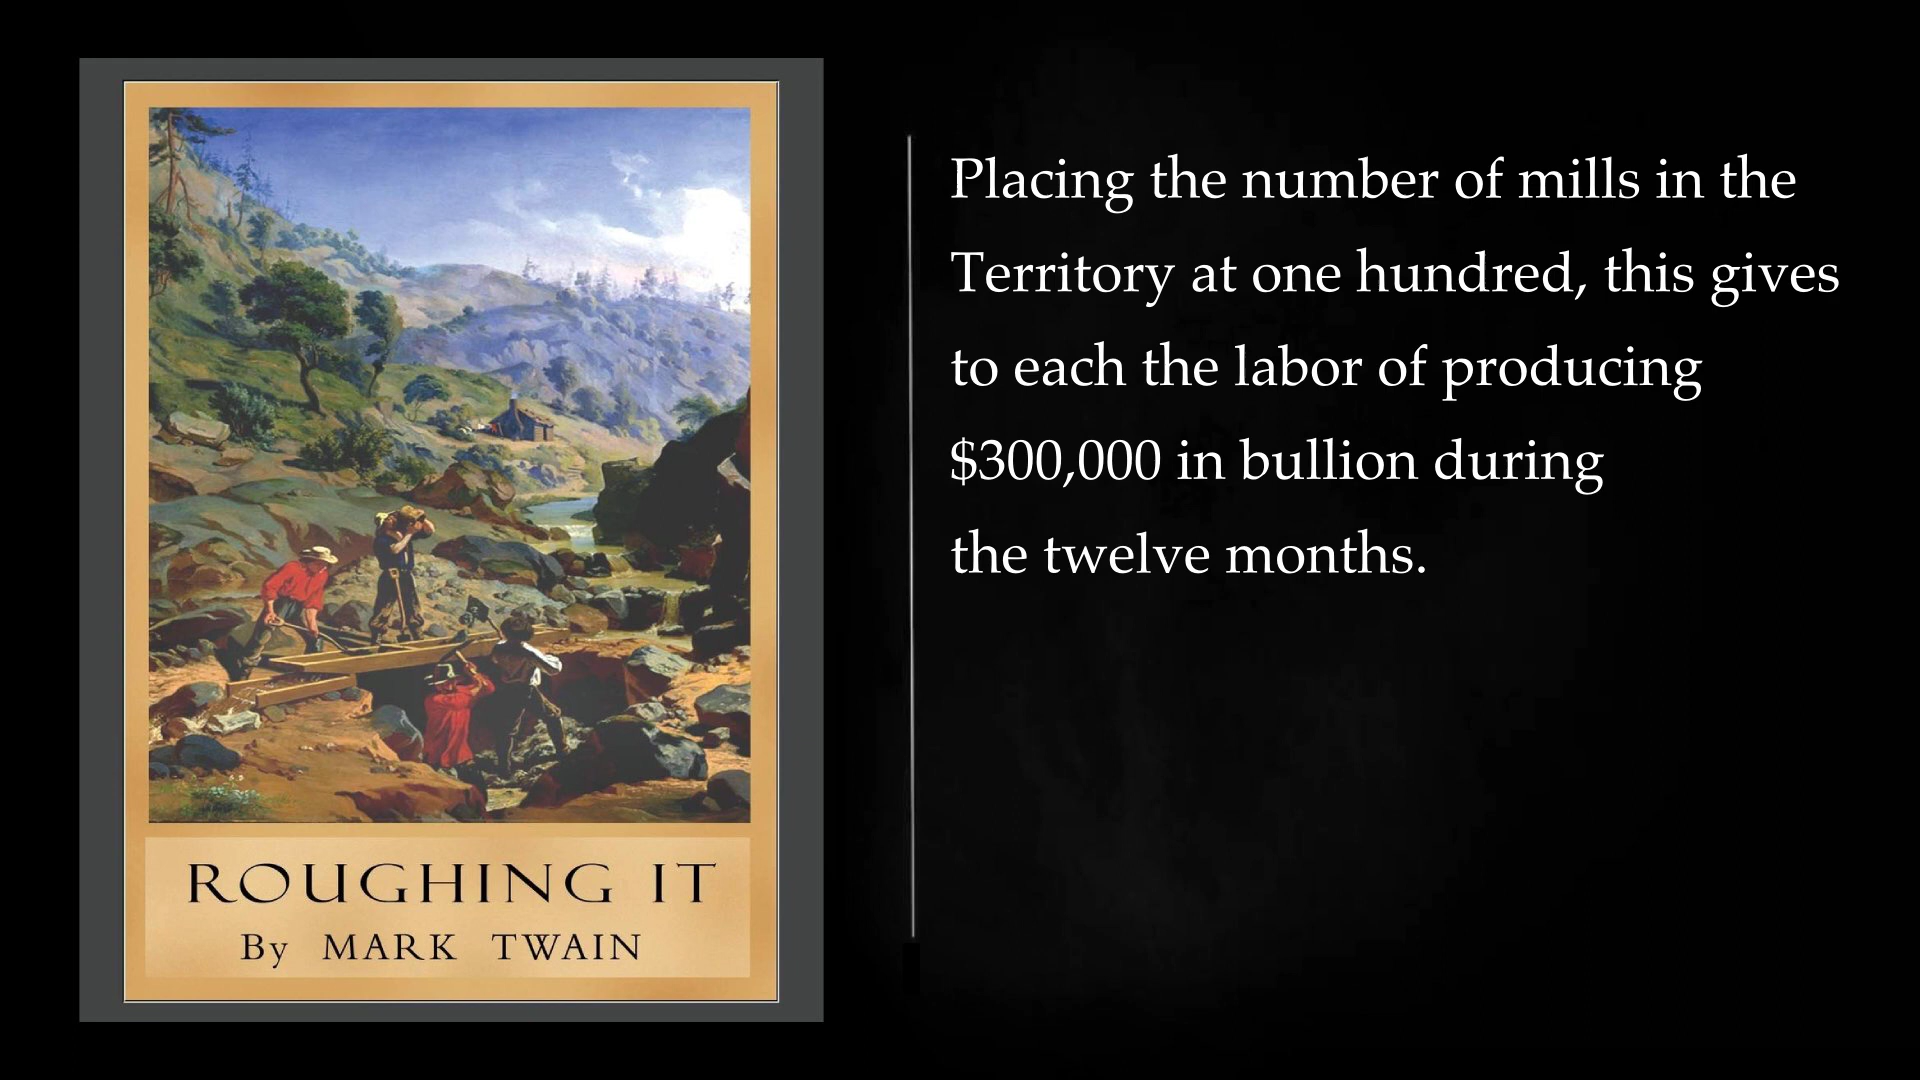 ROUGHING IT
By MARK TWAIN
Placing the number of mills in the
Territory at one hundred, this gives
to each the labor of producing
$300,000 in bullion during
the twelve months.